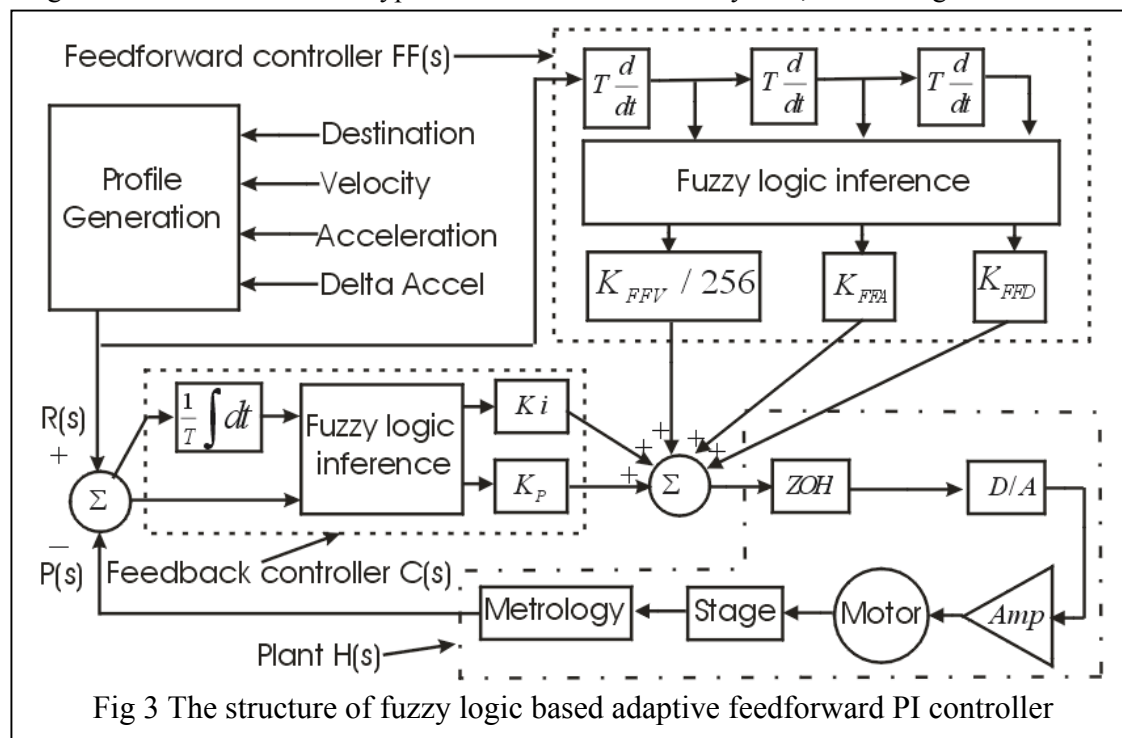 Feedforward controller FF(s)
T d/dt
T d/dt
T d/dt
Destination
Velocity
Acceleration
Delta Accel
Profile
Generation
Fuzzy logic inference
K_FFV / 256
K_FFA
K_FFD
R(s)
+
1/T ∫ dt
Fuzzy logic
inference
Ki
K_P
Σ
−
P(s)
+
+
+
+
+
Σ
ZOH
D/A
Feedback controller C(s)
Metrology
Stage
Motor
Amp
Plant H(s)
Fig 3 The structure of fuzzy logic based adaptive feedforward PI controller